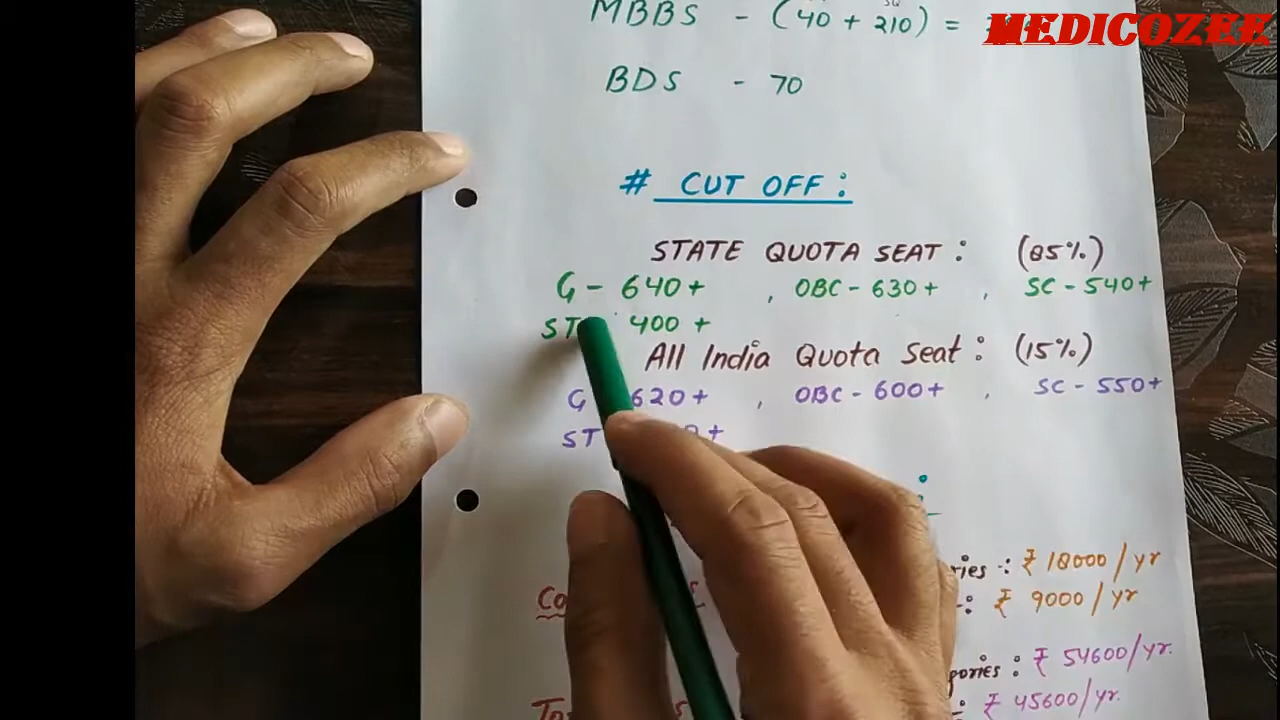 MBBS - (40 + 210) =
MEDICOZEE
BDS - 70
# CUT OFF :
STATE QUOTA SEAT : (85%)
G - 640+ , OBC - 630+ , SC - 540+
ST 400 +
All India Quota Seat : (15%)
G 620+ , OBC - 600+ , SC - 550+
ST +
:
₹ 18000 / yr
: ₹ 9000 / yr
: ₹ 54600/yr.
: ₹ 45600/yr.